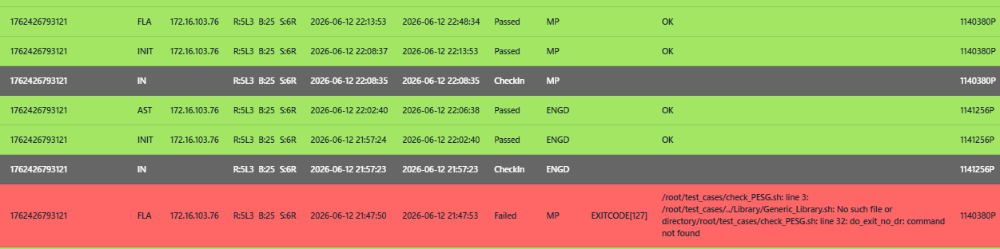 1762426793121 FLA 172.16.103.76 R:5L3 B:25 S:6R 2026-06-12 22:13:53 2026-06-12 22:48:34 Passed MP OK 1140380P
1762426793121 INIT 172.16.103.76 R:5L3 B:25 S:6R 2026-06-12 22:08:37 2026-06-12 22:13:53 Passed MP OK 1140380P
1762426793121 IN R:5L3 B:25 S:6R 2026-06-12 22:08:35 2026-06-12 22:08:35 CheckIn MP 1140380P
1762426793121 AST 172.16.103.76 R:5L3 B:25 S:6R 2026-06-12 22:02:40 2026-06-12 22:06:38 Passed ENGD OK 1141256P
1762426793121 INIT 172.16.103.76 R:5L3 B:25 S:6R 2026-06-12 21:57:24 2026-06-12 22:02:40 Passed ENGD OK 1141256P
1762426793121 IN R:5L3 B:25 S:6R 2026-06-12 21:57:23 2026-06-12 21:57:23 CheckIn ENGD 1141256P
1762426793121 FLA 172.16.103.76 R:5L3 B:25 S:6R 2026-06-12 21:47:50 2026-06-12 21:47:53 Failed MP EXITCODE[127] 1140380P
/root/test_cases/check_PESG.sh: line 3:
/root/test_cases/../Library/Generic_Library.sh: No such file or
directory/root/test_cases/check_PESG.sh: line 32: do_exit_no_dr: command
not found